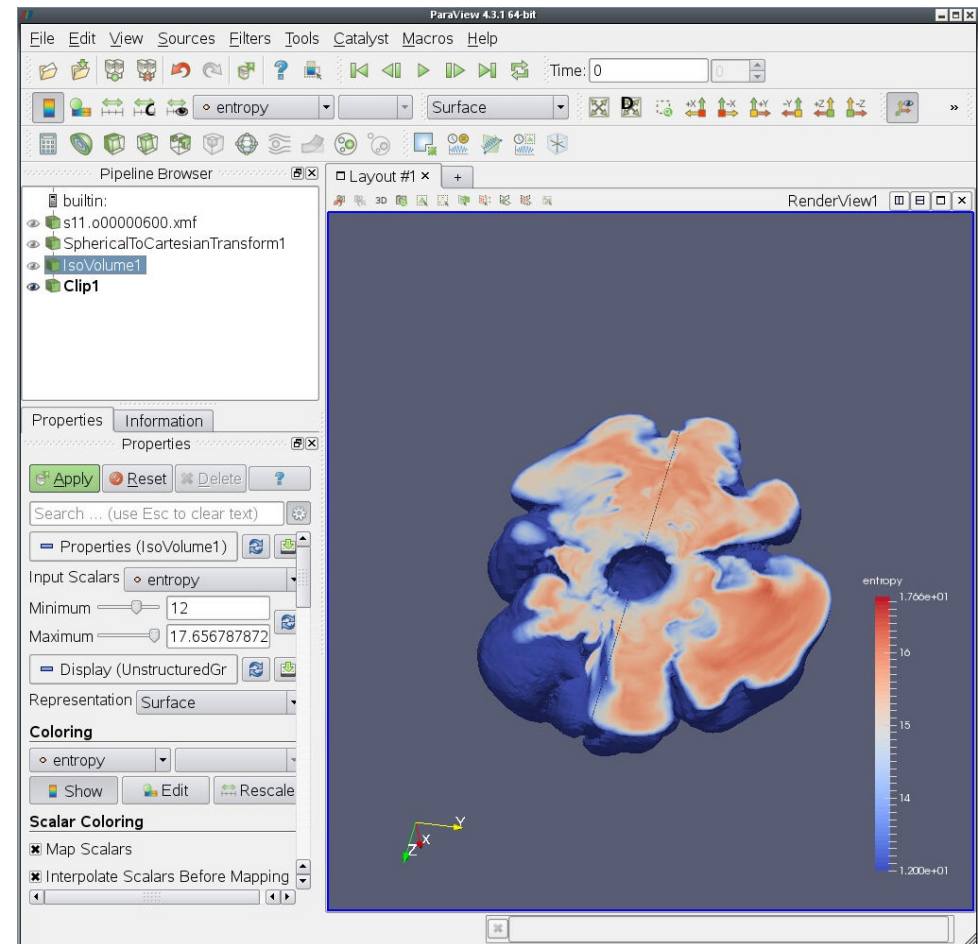 ParaView 4.3.1 64-bit
File Edit View Sources Filters Tools Catalyst Macros Help
Time: 0 0
entropy Surface »
Pipeline Browser
Layout #1 × +
builtin:
3D RenderView1
s11.o00000600.xmf
SphericalToCartesianTransform1
IsoVolume1
Clip1
Properties Information
Properties
Apply Reset Delete ?
Search ... (use Esc to clear text)
Properties (IsoVolume1)
Input Scalars entropy
Minimum 12
Maximum 17.656787872
Display (UnstructuredGr
Representation Surface
Coloring
entropy
Show Edit Rescale
Scalar Coloring
Map Scalars
Interpolate Scalars Before Mapping
entropy
1.766e+01
16
15
14
1.200e+01
Y
X
Z